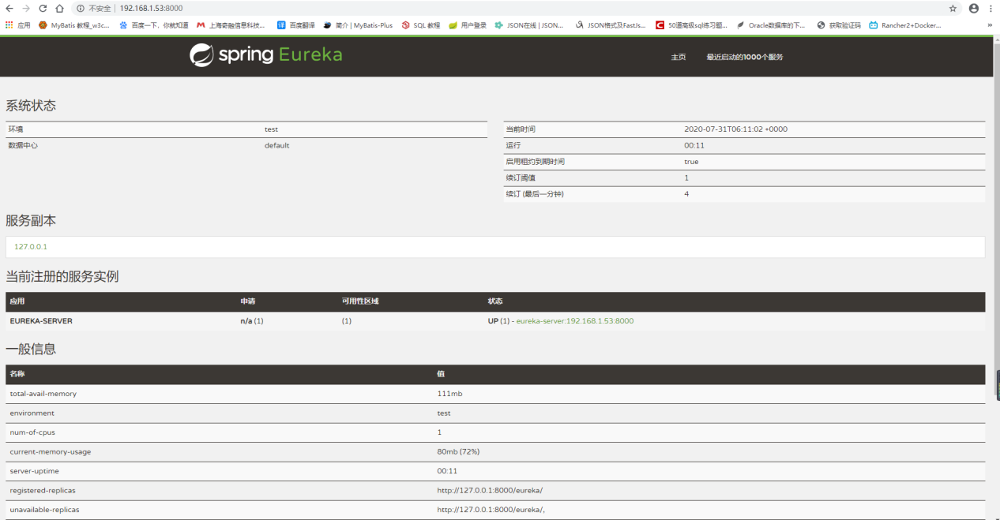 不安全 192.168.1.53:8000
应用 MyBatis 教程_w3c... 百度一下，你就知道 上海奇融信息科技... 百度翻译 简介 | MyBatis-Plus SQL 教程 用户登录 JSON在线 | JSON... JSON格式及FastJs... 50道高级sql练习题... Oracle数据库的下... 获取验证码 Rancher2+Docker... »
spring Eureka 主页 最近启动的1000个服务
系统状态
环境 test 当前时间 2020-07-31T06:11:02 +0000
数据中心 default 运行 00:11
启用租约到期时间 true
续订阈值 1
续订 (最后一分钟) 4
服务副本
127.0.0.1
当前注册的服务实例
应用 申请 可用性区域 状态
EUREKA-SERVER n/a (1) (1) UP (1) - eureka-server:192.168.1.53:8000
一般信息
名称 值
total-avail-memory 111mb
environment test
num-of-cpus 1
current-memory-usage 80mb (72%)
server-uptime 00:11
registered-replicas http://127.0.0.1:8000/eureka/
unavailable-replicas http://127.0.0.1:8000/eureka/,